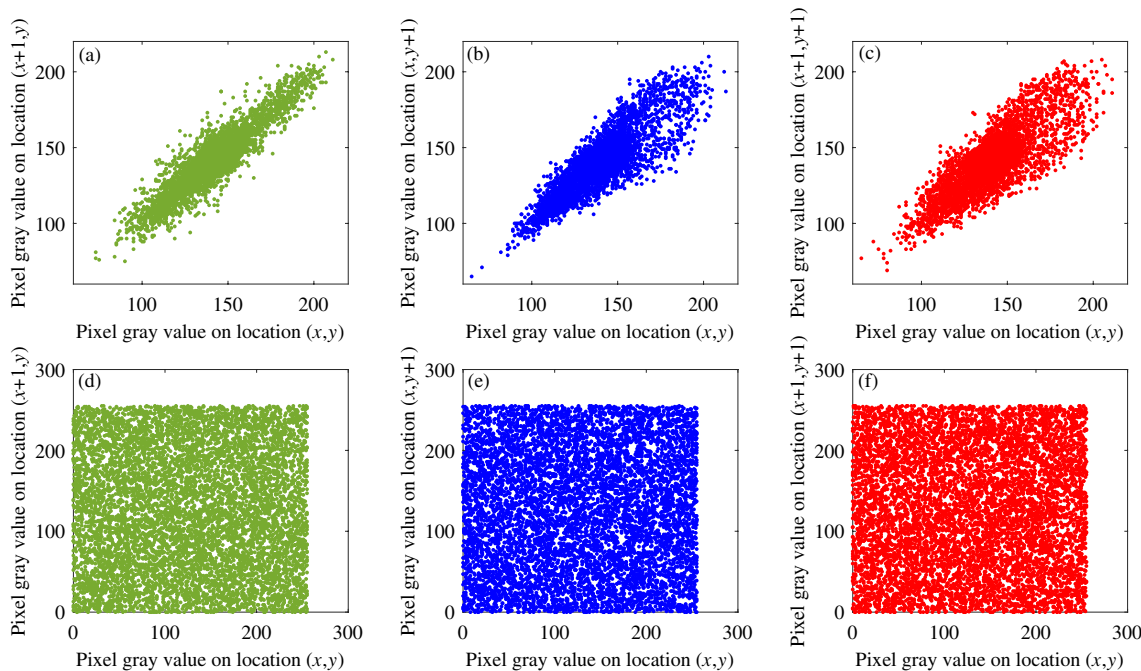 (a)
Pixel gray value on location (x+1,y)
200
150
100
100
150
200
Pixel gray value on location (x,y)
(b)
Pixel gray value on location (x,y+1)
200
150
100
100
150
200
Pixel gray value on location (x,y)
(c)
Pixel gray value on location (x+1,y+1)
200
150
100
100
150
200
Pixel gray value on location (x,y)
(d)
Pixel gray value on location (x+1,y)
300
200
100
0
0
100
200
300
Pixel gray value on location (x,y)
(e)
Pixel gray value on location (x,y+1)
300
200
100
0
0
100
200
300
Pixel gray value on location (x,y)
(f)
Pixel gray value on location (x+1,y+1)
300
200
100
0
0
100
200
300
Pixel gray value on location (x,y)